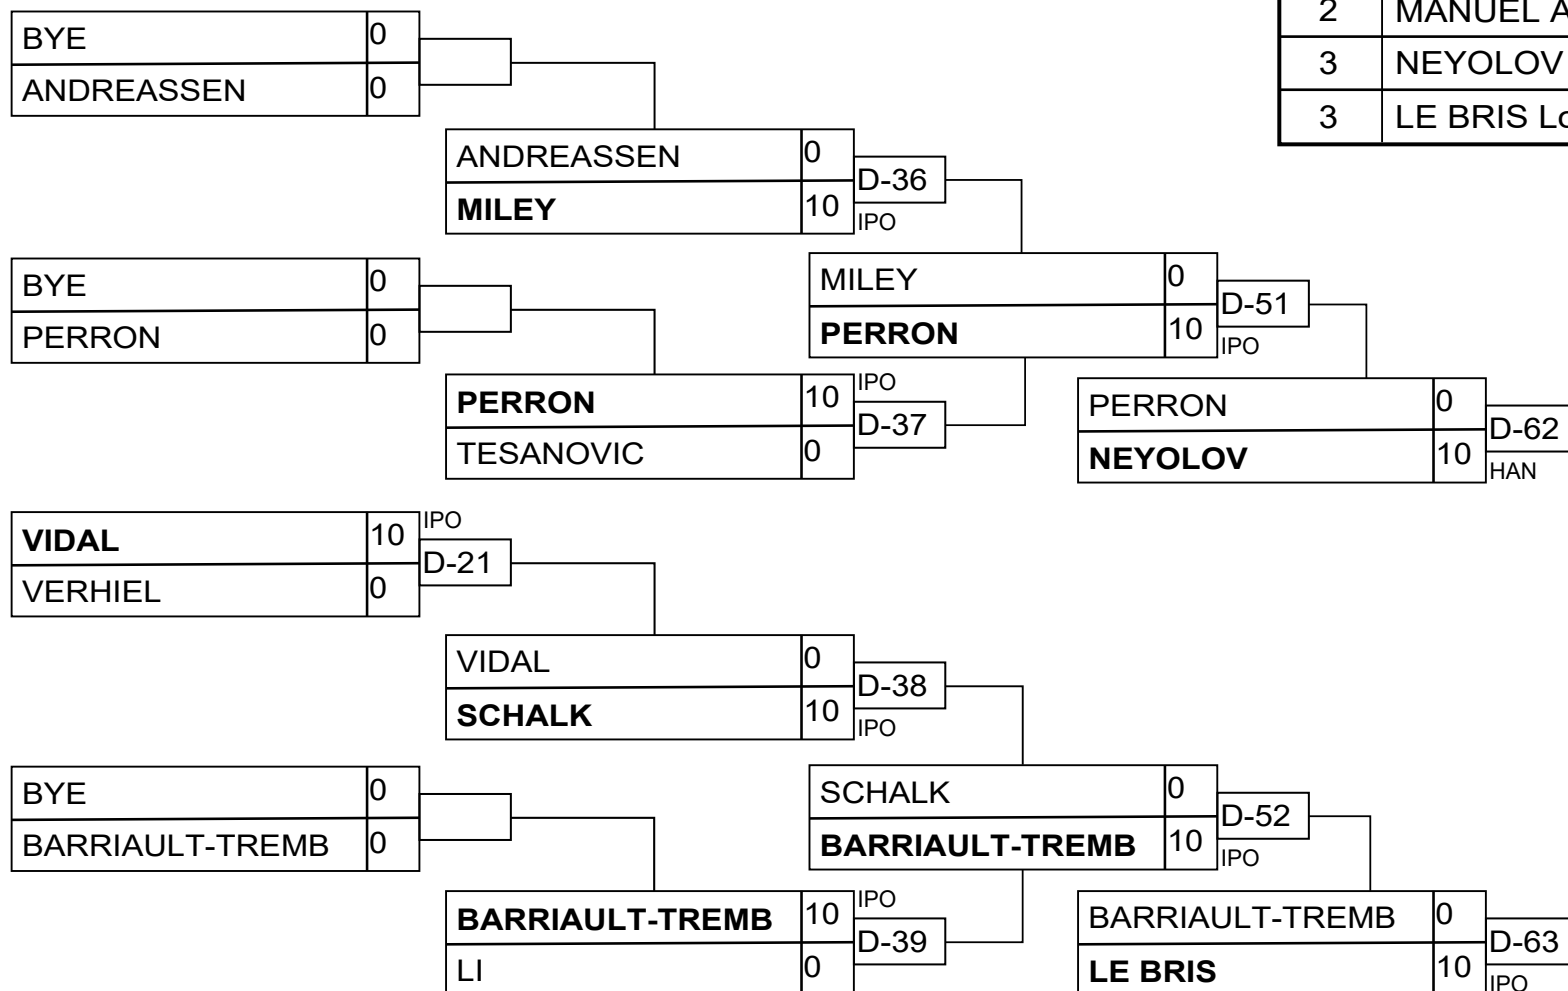 2 MANUEL
3 NEYOLOV
3 LE BRIS
BYE 0
ANDREASSEN 0
ANDREASSEN 0
D-36
MILEY 10
IPO
BYE 0
PERRON 0
MILEY 0
D-51
PERRON 10
IPO
IPO
PERRON 10
D-37
TESANOVIC 0
PERRON 0
D-62
NEYOLOV 10
HAN
IPO
VIDAL 10
D-21
VERHIEL 0
VIDAL 0
D-38
SCHALK 10
IPO
BYE 0
BARRIAULT-TREMB 0
SCHALK 0
D-52
BARRIAULT-TREMB 10
IPO
IPO
BARRIAULT-TREMB 10
D-39
LI 0
BARRIAULT-TREMB 0
D-63
LE BRIS 10
IPO